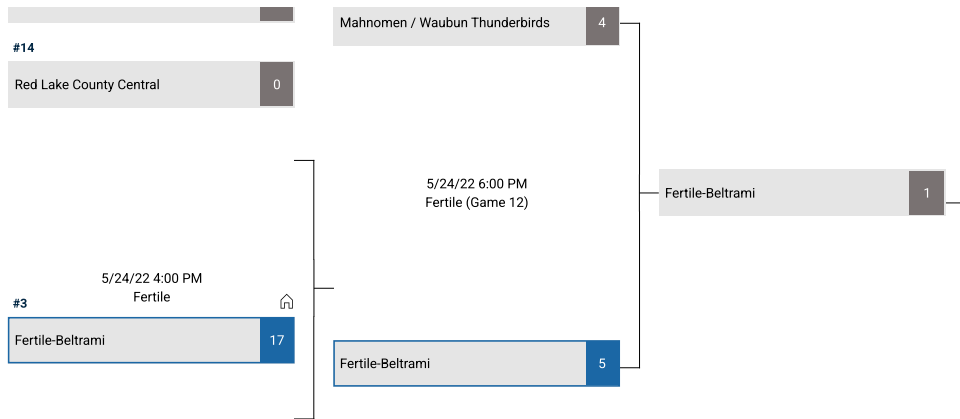 Mahnomen / Waubun Thunderbirds 4
#14
Red Lake County Central 0
5/24/22 6:00 PM
Fertile (Game 12)
Fertile-Beltrami 1
5/24/22 4:00 PM
Fertile
#3
Fertile-Beltrami 17
Fertile-Beltrami 5